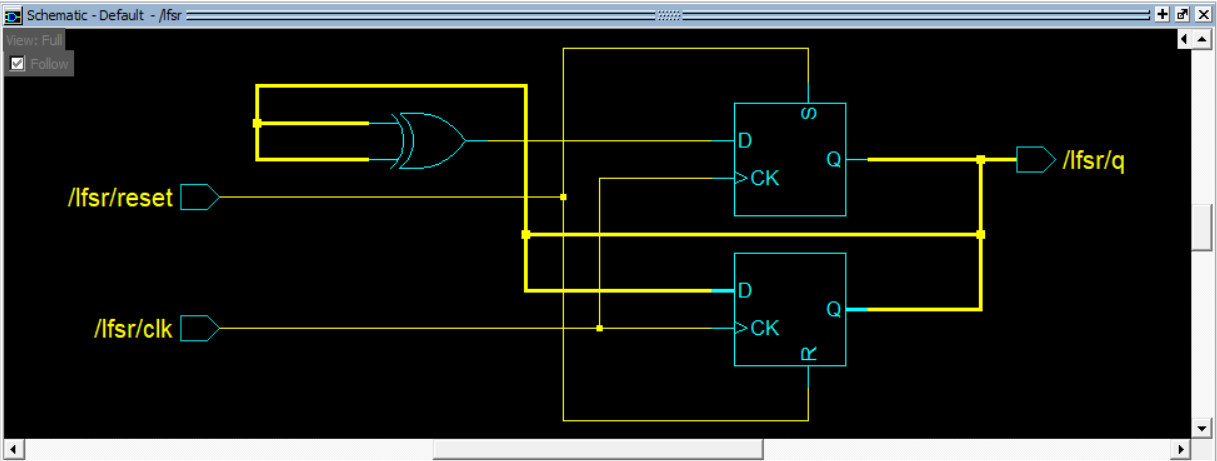 Schematic - Default - /lfsr
View: Full
Follow
S
D
Q
/lfsr/q
CK
/lfsr/reset
D
Q
/lfsr/clk
CK
R